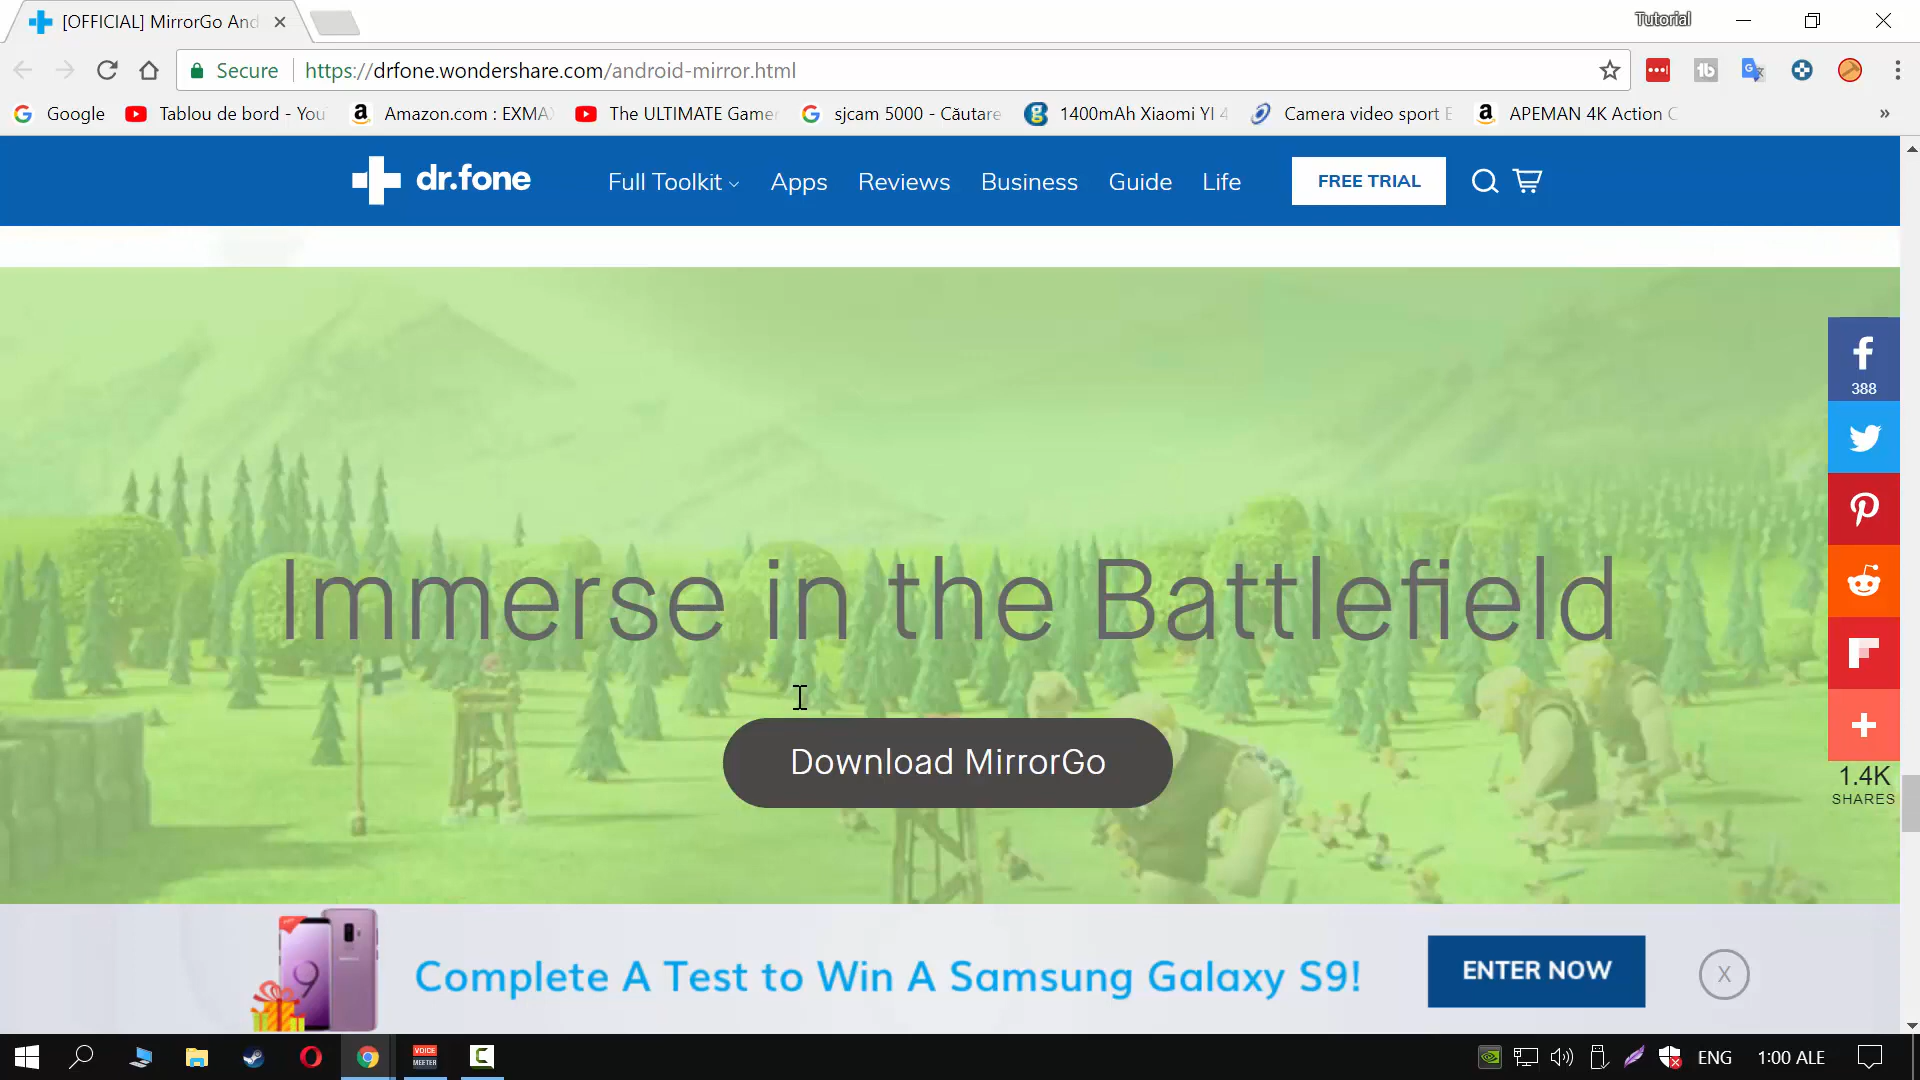 [OFFICIAL] MirrorGo And
Tutorial
Secure
https://drfone.wondershare.com/android-mirror.html
Google
Tablou de bord - You
Amazon.com : EXMA
The ULTIMATE Gamer
sjcam 5000 - Căutare
1400mAh Xiaomi YI 4
Camera video sport E
APEMAN 4K Action C
»
dr.fone
Full Toolkit
Apps
Reviews
Business
Guide
Life
FREE TRIAL
388
Immerse in the Battlefield
Download MirrorGo
1.4K
SHARES
Complete A Test to Win A Samsung Galaxy S9!
ENTER NOW
X
VOICE
MEETER
ENG
1:00 ALE